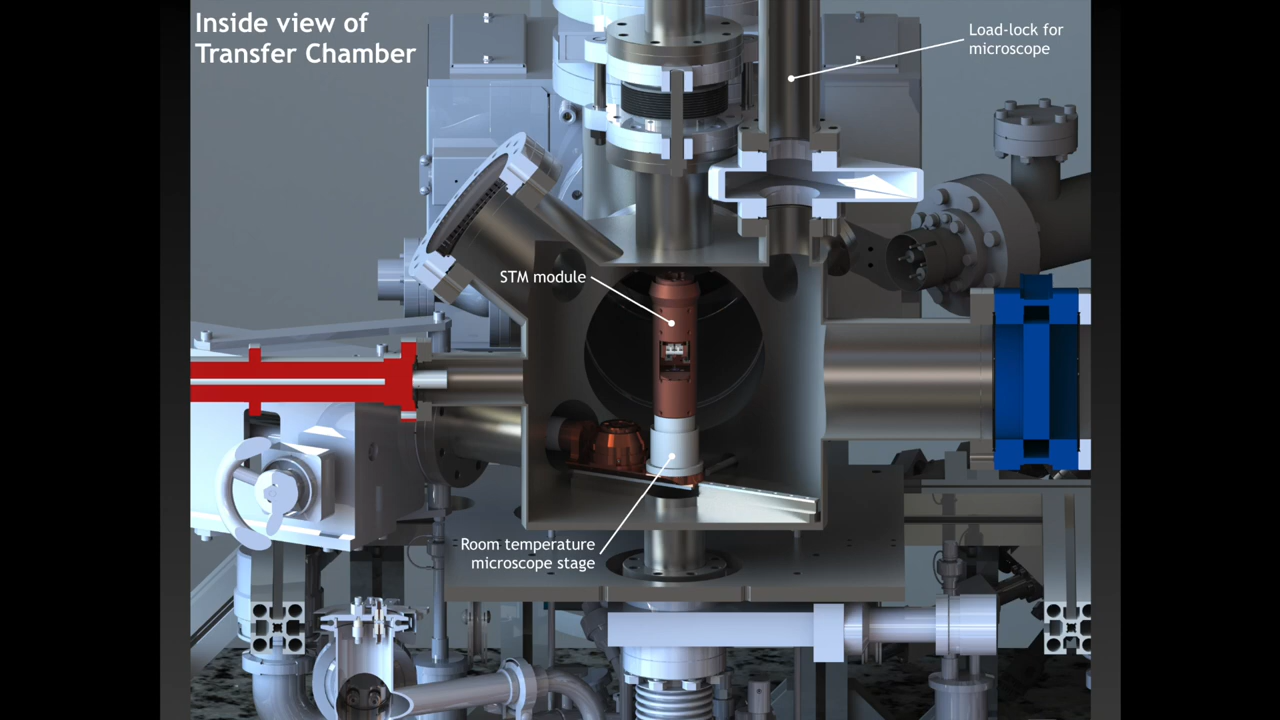 Inside view of
Transfer Chamber
Load-lock for
microscope
STM module
Room temperature
microscope stage